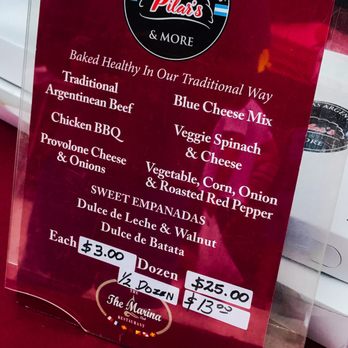 Pilar's
& MORE
Baked Healthy In Our Traditional Way
Traditional
Argentinean Beef
Chicken BBQ
Provolone Cheese
& Onions
Blue Cheese Mix
Veggie Spinach
& Cheese
Vegetable, Corn, Onion
& Roasted Red Pepper
SWEET EMPANADAS
Dulce de Leche & Walnut
Dulce de Batata
Each $3.00 Dozen $25.00
1/2 DOZEN $13.00
The Marina
RESTAURANT